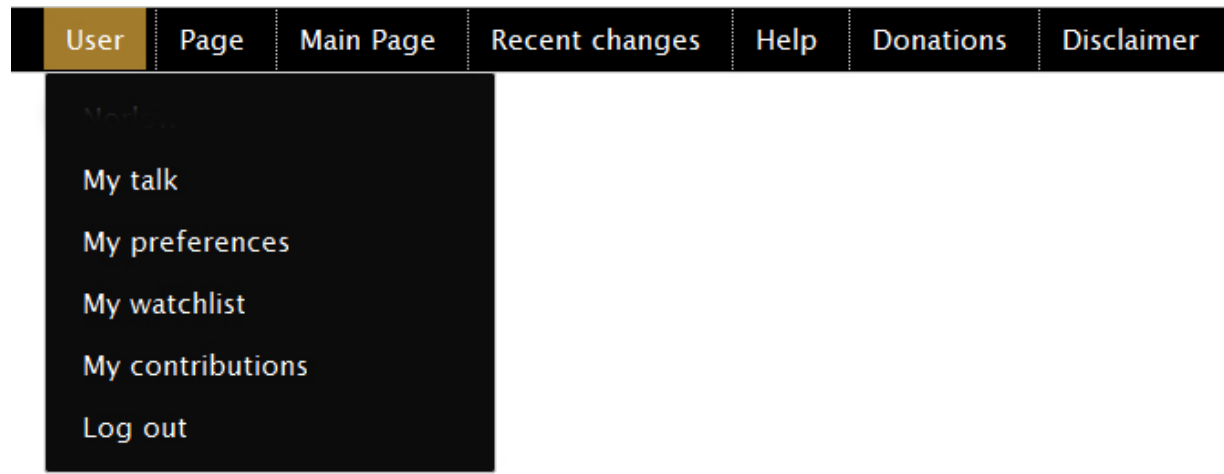 User Page Main Page Recent changes Help Donations Disclaimer
My talk
My preferences
My watchlist
My contributions
Log out